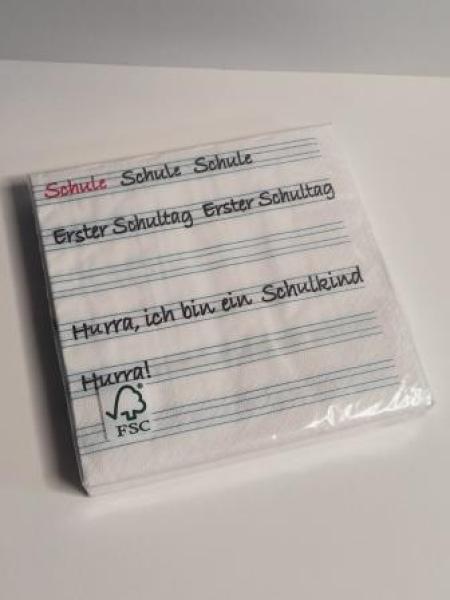 Schule Schule Schule
Erster Schultag Erster Schultag
Hurra, ich bin ein Schulkind
Hurra!
FSC